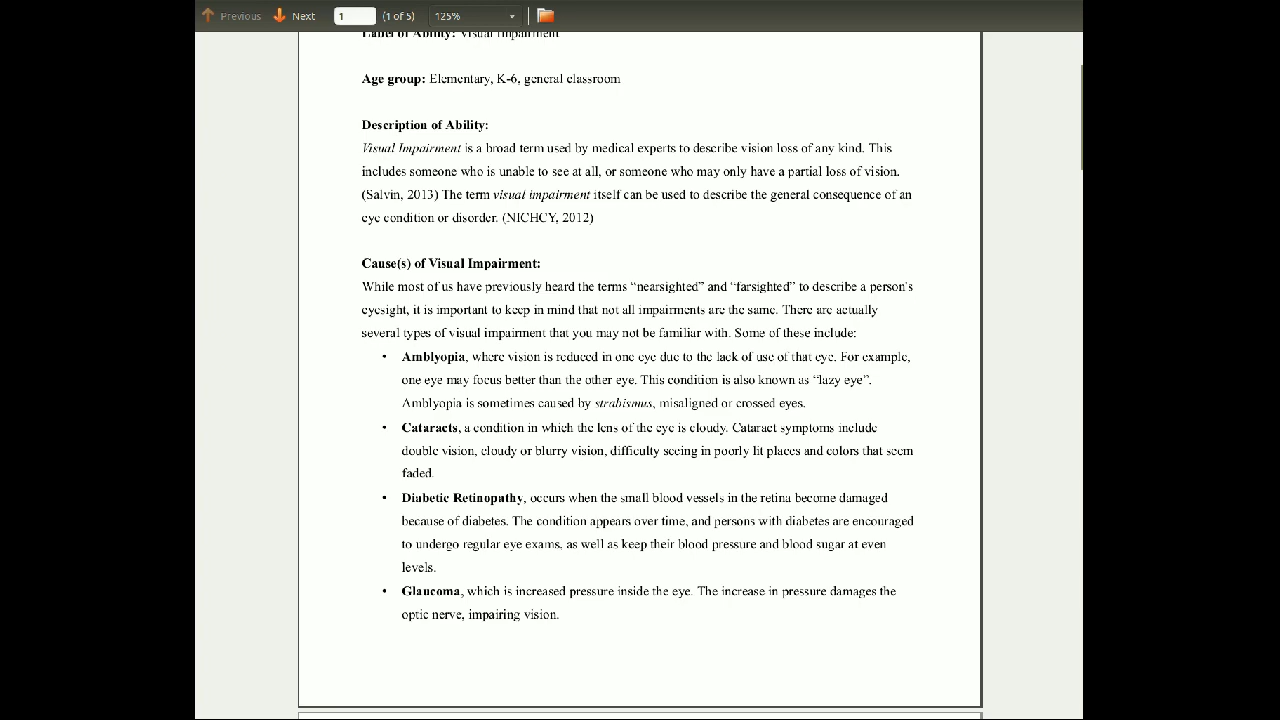 Previous Next 1 (1 of 5) 125%
Label of Ability: Visual Impairment
Age group: Elementary, K-6, general classroom
Description of Ability:
Visual Impairment is a broad term used by medical experts to describe vision loss of any kind. This
includes someone who is unable to see at all, or someone who may only have a partial loss of vision.
(Salvin, 2013) The term visual impairment itself can be used to describe the general consequence of an
eye condition or disorder. (NICHCY, 2012)
Cause(s) of Visual Impairment:
While most of us have previously heard the terms “nearsighted” and “farsighted” to describe a person’s
eyesight, it is important to keep in mind that not all impairments are the same. There are actually
several types of visual impairment that you may not be familiar with. Some of these include:
• Amblyopia, where vision is reduced in one eye due to the lack of use of that eye. For example,
one eye may focus better than the other eye. This condition is also known as “lazy eye”.
Amblyopia is sometimes caused by strabismus, misaligned or crossed eyes.
• Cataracts, a condition in which the lens of the eye is cloudy. Cataract symptoms include
double vision, cloudy or blurry vision, difficulty seeing in poorly lit places and colors that seem
faded.
• Diabetic Retinopathy, occurs when the small blood vessels in the retina become damaged
because of diabetes. The condition appears over time, and persons with diabetes are encouraged
to undergo regular eye exams, as well as keep their blood pressure and blood sugar at even
levels.
• Glaucoma, which is increased pressure inside the eye. The increase in pressure damages the
optic nerve, impairing vision.